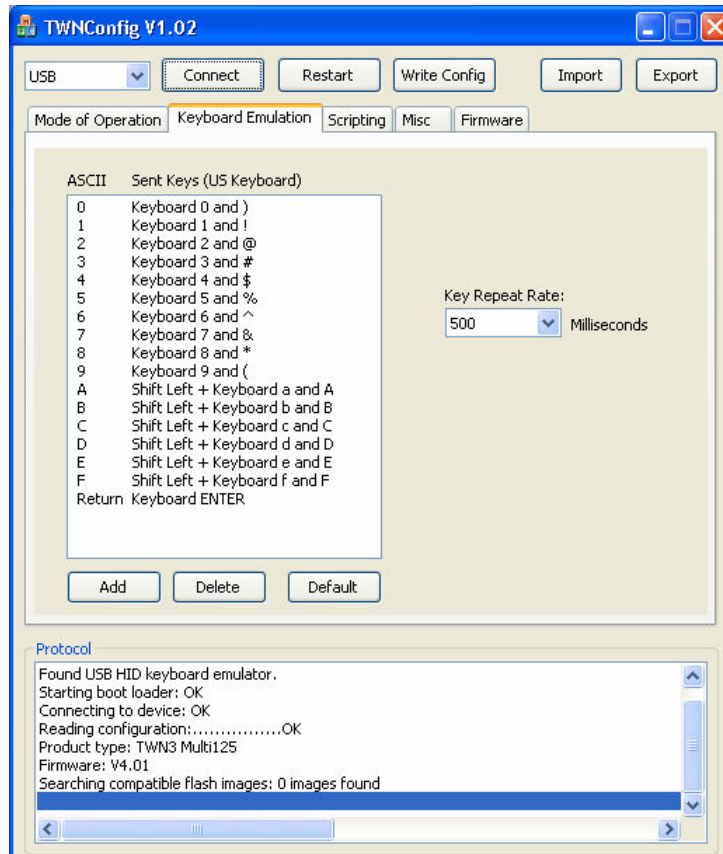 TWNConfig V1.02
USB Connect Restart Write Config Import Export
Mode of Operation Keyboard Emulation Scripting Misc Firmware
ASCII Sent Keys (US Keyboard)
0 Keyboard 0 and )
1 Keyboard 1 and !
2 Keyboard 2 and @
3 Keyboard 3 and #
4 Keyboard 4 and $
5 Keyboard 5 and %
6 Keyboard 6 and ^
7 Keyboard 7 and &
8 Keyboard 8 and *
9 Keyboard 9 and (
A Shift Left + Keyboard a and A
B Shift Left + Keyboard b and B
C Shift Left + Keyboard c and C
D Shift Left + Keyboard d and D
E Shift Left + Keyboard e and E
F Shift Left + Keyboard f and F
Return Keyboard ENTER
Key Repeat Rate:
500 Milliseconds
Add Delete Default
Protocol
Found USB HID keyboard emulator.
Starting boot loader: OK
Connecting to device: OK
Reading configuration:................OK
Product type: TWN3 Multi125
Firmware: V4.01
Searching compatible flash images: 0 images found